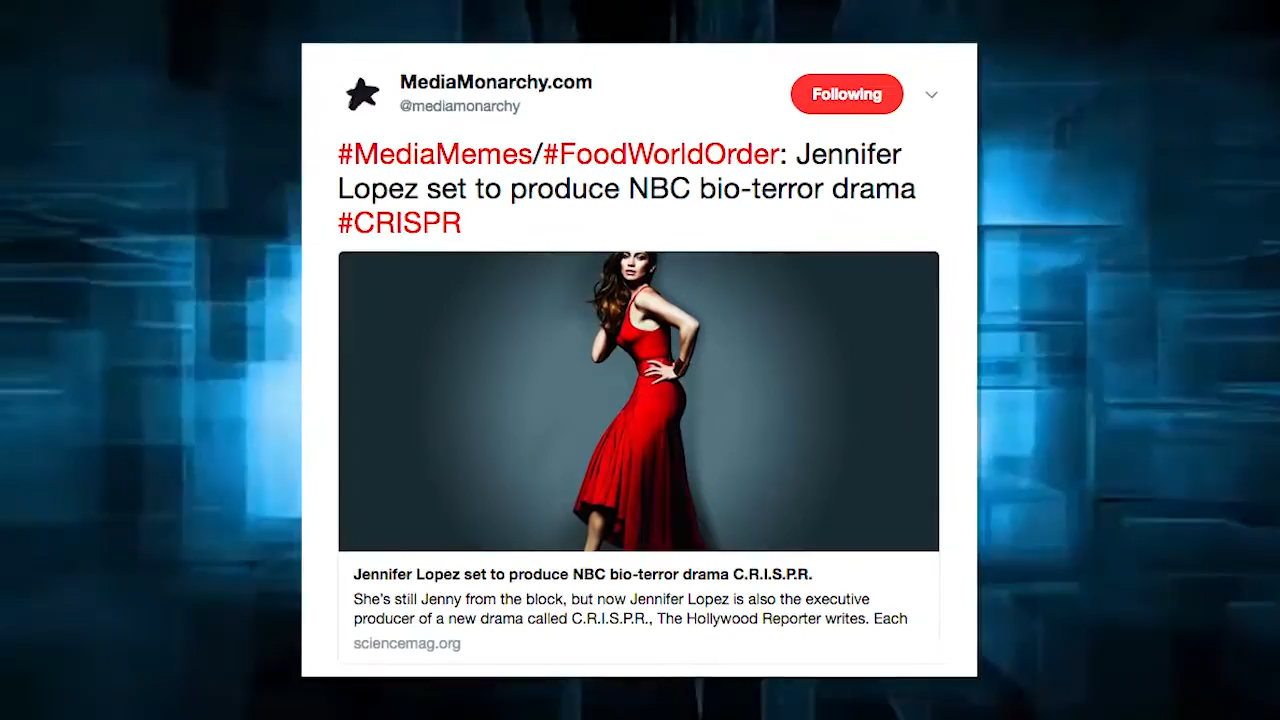 MediaMonarchy.com
@mediamonarchy
Following
#MediaMemes/#FoodWorldOrder: Jennifer
Lopez set to produce NBC bio-terror drama
#CRISPR
Jennifer Lopez set to produce NBC bio-terror drama C.R.I.S.P.R.
She's still Jenny from the block, but now Jennifer Lopez is also the executive
producer of a new drama called C.R.I.S.P.R., The Hollywood Reporter writes. Each
sciencemag.org